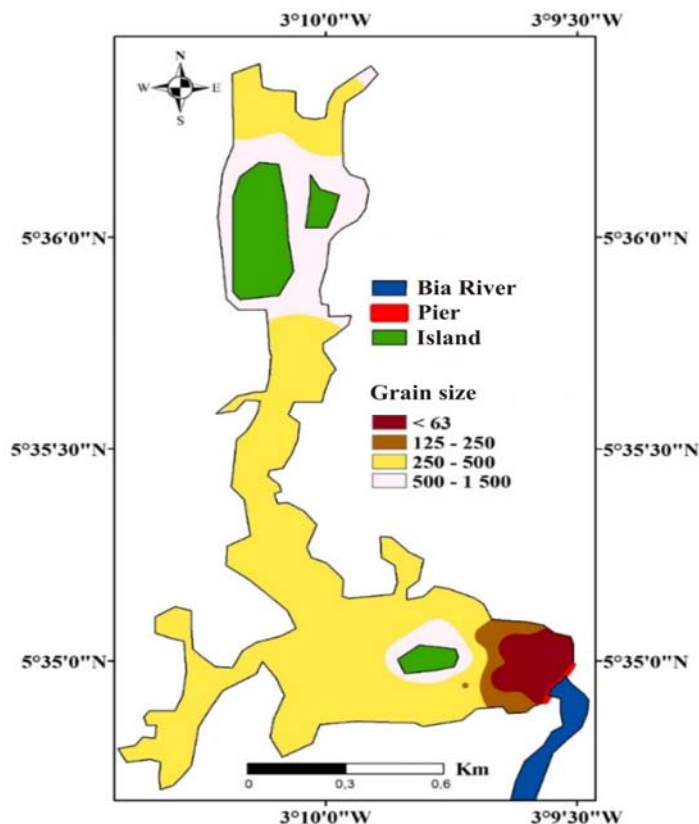 3°10'0"W 3°9'30"W
N
W E
S
5°36'0"N 5°36'0"N
Bia River
Pier
Island
Grain size
< 63
125 - 250
250 - 500
500 - 1 500
5°35'30"N 5°35'30"N
5°35'0"N 5°35'0"N
Km
0 0,3 0,6
3°10'0"W 3°9'30"W